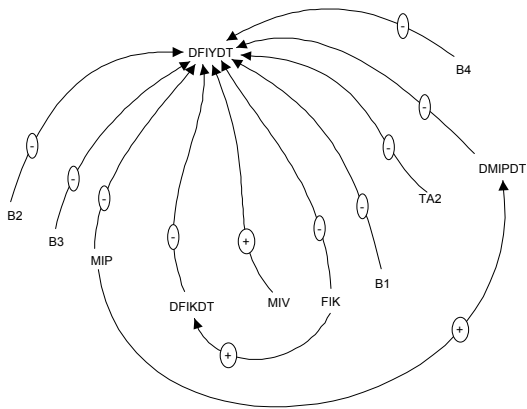 DFIYDT
-
B4
-
-
-
DMIPDT
-
-
-
TA2
B2
-
-
B3
-
+
MIP
B1
DFIKDT
MIV
FIK
+
+